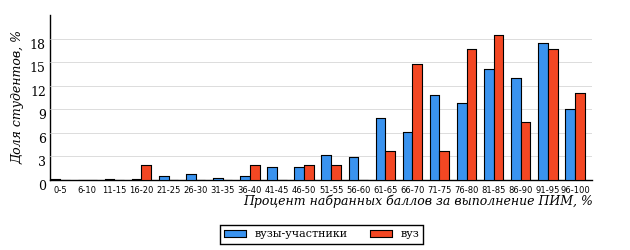 Доля студентов, %
18
15
12
9
6
3
0
0-5 6-10 11-15 16-20 21-25 26-30 31-35 36-40 41-45 46-50 51-55 56-60 61-65 66-70 71-75 76-80 81-85 86-90 91-95 96-100
Процент набранных баллов за выполнение ПИМ, %
вузы-участники вуз